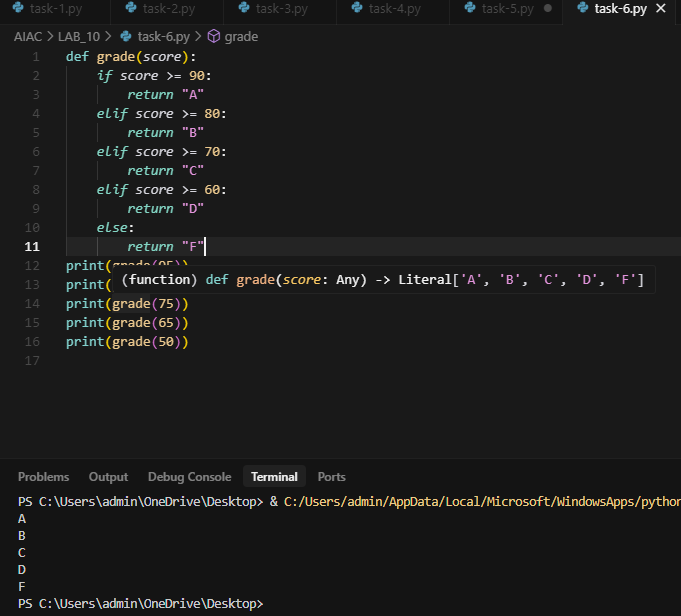 task-1.py task-2.py task-3.py task-4.py task-5.py task-6.py
AIAC > LAB_10 > task-6.py > grade
1 def grade(score):
2 if score >= 90:
3 return "A"
4 elif score >= 80:
5 return "B"
6 elif score >= 70:
7 return "C"
8 elif score >= 60:
9 return "D"
10 else:
11 return "F"
12 print(grade(95))
(function) def grade(score: Any) -> Literal['A', 'B', 'C', 'D', 'F']
13 print(
14 print(grade(75))
15 print(grade(65))
16 print(grade(50))
17
Problems Output Debug Console Terminal Ports
PS C:\Users\admin\OneDrive\Desktop> & C:/Users/admin/AppData/Local/Microsoft/WindowsApps/python
A
B
C
D
F
PS C:\Users\admin\OneDrive\Desktop>